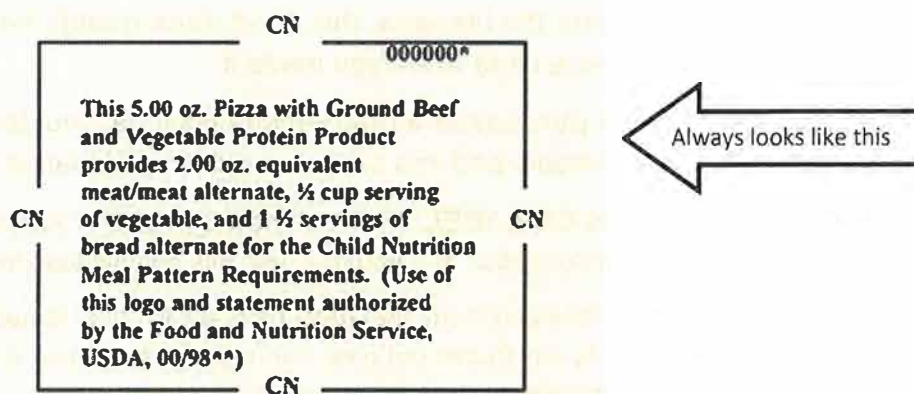 CN
000000*
This 5.00 oz. Pizza with Ground Beef
and Vegetable Protein Product
provides 2.00 oz. equivalent
meat/meat alternate, ½ cup serving
of vegetable, and 1 ½ servings of
bread alternate for the Child Nutrition
Meal Pattern Requirements. (Use of
this logo and statement authorized
by the Food and Nutrition Service,
USDA, 00/98**)
CN
CN
CN
Always looks like this